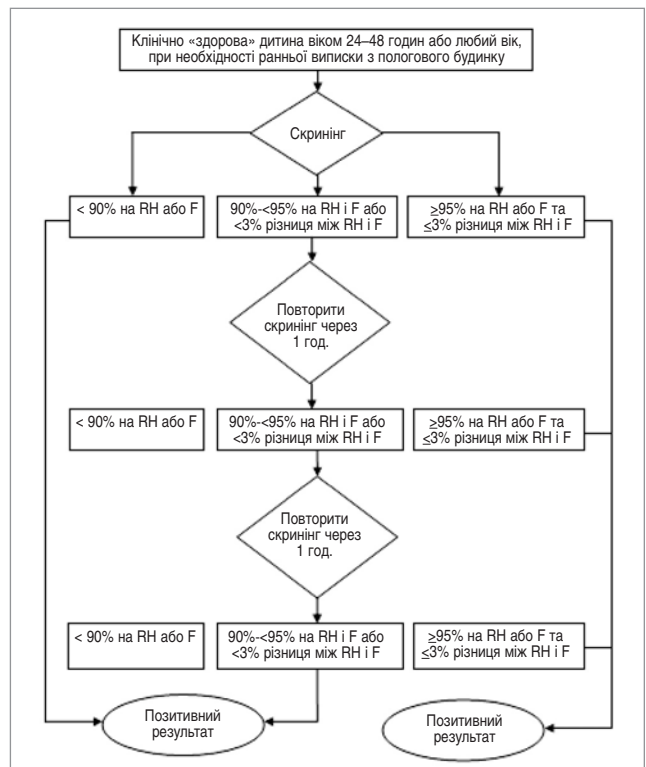 Клінічно «здорова» дитина віком 24–48 годин або любий вік,
при необхідності ранньої виписки з пологового будинку
Скринінг
< 90% на RH або F
90%-<95% на RH і F або
<3% різниця між RH і F
≥95% на RH або F та
≤3% різниця між RH і F
Повторити
скринінг через
1 год.
< 90% на RH або F
90%-<95% на RH і F або
<3% різниця між RH і F
≥95% на RH або F та
≤3% різниця між RH і F
Повторити
скринінг через
1 год.
< 90% на RH або F
90%-<95% на RH і F або
<3% різниця між RH і F
≥95% на RH або F та
≤3% різниця між RH і F
Позитивний
результат
Позитивний
результат